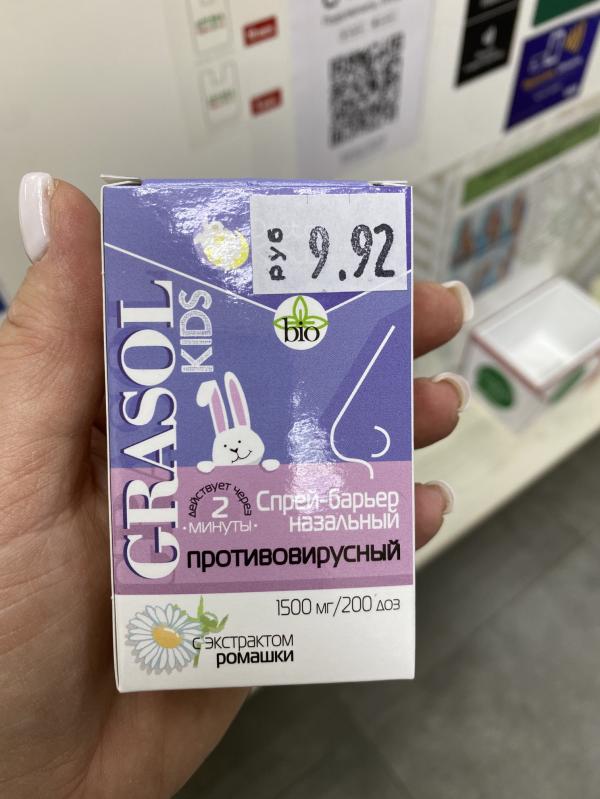 руб 9.92
bio
GRASOL
KIDS
действует через
2
•МИНУТЫ•
Спрей-барьер
назальный
противовирусный
1500 мг/200 доз
с экстрактом
ромашки